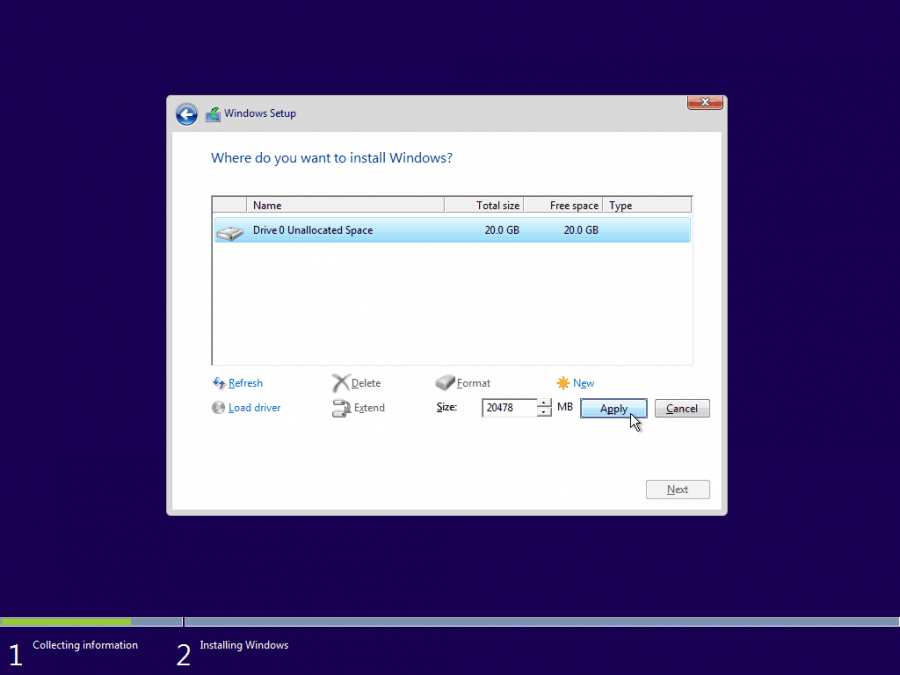 Windows Setup
Where do you want to install Windows?
Name Total size Free space Type
Drive 0 Unallocated Space 20.0 GB 20.0 GB
Refresh Delete Format New
Load driver Extend Size: 20478 MB Apply Cancel
Next
1 Collecting information 2 Installing Windows